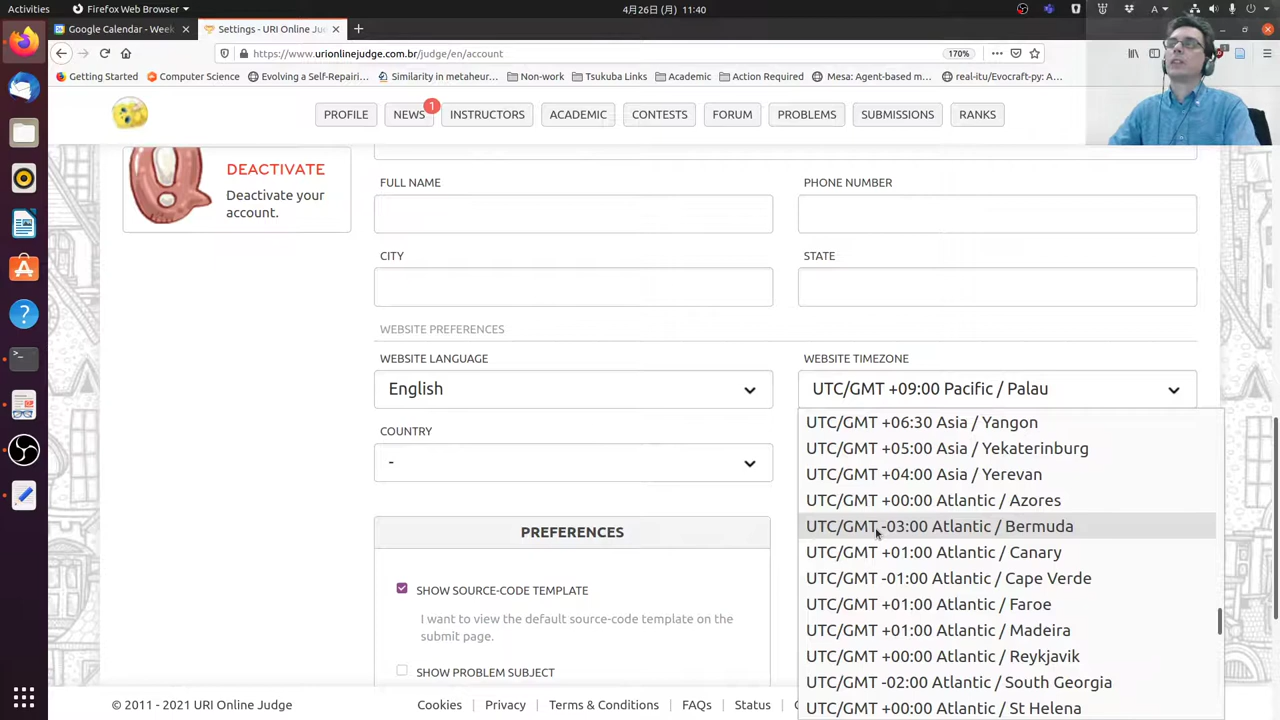 Activities
Firefox Web Browser
4月26日 (月) 11:40
Google Calendar - Week
Settings - URI Online Jud
https://www.urionlinejudge.com.br/judge/en/account
170%
Getting Started
Computer Science
Evolving a Self-Repairi…
Similarity in metaheur…
Non-work
Tsukuba Links
Academic
Action Required
Mesa: Agent-based m…
real-itu/Evocraft-py: A…
PROFILE
NEWS
1
INSTRUCTORS
ACADEMIC
CONTESTS
FORUM
PROBLEMS
SUBMISSIONS
RANKS
DEACTIVATE
Deactivate your
account.
FULL NAME
PHONE NUMBER
CITY
STATE
WEBSITE PREFERENCES
WEBSITE LANGUAGE
WEBSITE TIMEZONE
English
UTC/GMT +09:00 Pacific / Palau
COUNTRY
-
UTC/GMT +06:30 Asia / Yangon
UTC/GMT +05:00 Asia / Yekaterinburg
UTC/GMT +04:00 Asia / Yerevan
UTC/GMT +00:00 Atlantic / Azores
UTC/GMT -03:00 Atlantic / Bermuda
UTC/GMT +01:00 Atlantic / Canary
UTC/GMT -01:00 Atlantic / Cape Verde
UTC/GMT +01:00 Atlantic / Faroe
UTC/GMT +01:00 Atlantic / Madeira
UTC/GMT +00:00 Atlantic / Reykjavik
UTC/GMT -02:00 Atlantic / South Georgia
UTC/GMT +00:00 Atlantic / St Helena
PREFERENCES
SHOW SOURCE-CODE TEMPLATE
I want to view the default source-code template on the
submit page.
SHOW PROBLEM SUBJECT
© 2011 - 2021 URI Online Judge
Cookies
Privacy
Terms & Conditions
FAQs
Status